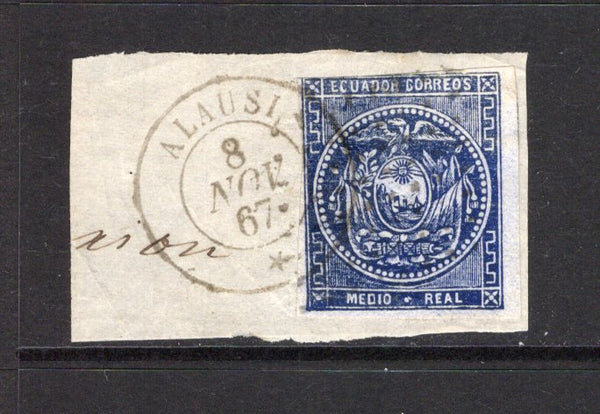 ECUADOR CORREOS
ALAUSI
8
NOV
67
MEDIO · REAL